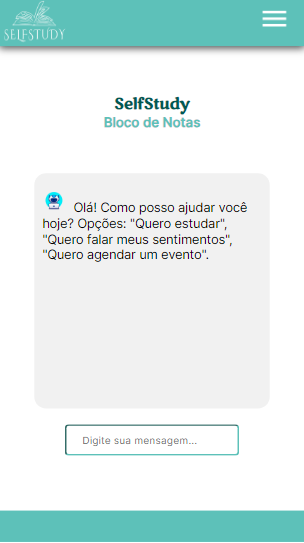 SELFSTUDY
SelfStudy
Bloco de Notas
Olá! Como posso ajudar você
hoje? Opções: "Quero estudar",
"Quero falar meus sentimentos",
"Quero agendar um evento".
Digite sua mensagem...